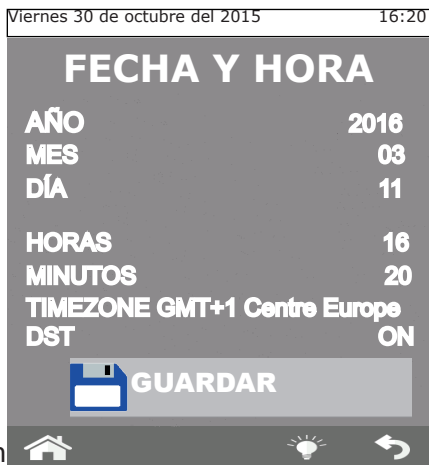 Viernes 30 de octubre del 2015 16:20
FECHA Y HORA
AÑO 2016
MES 03
DÍA 11
HORAS 16
MINUTOS 20
TIMEZONE GMT+1 Centre Europe
DST ON
GUARDAR